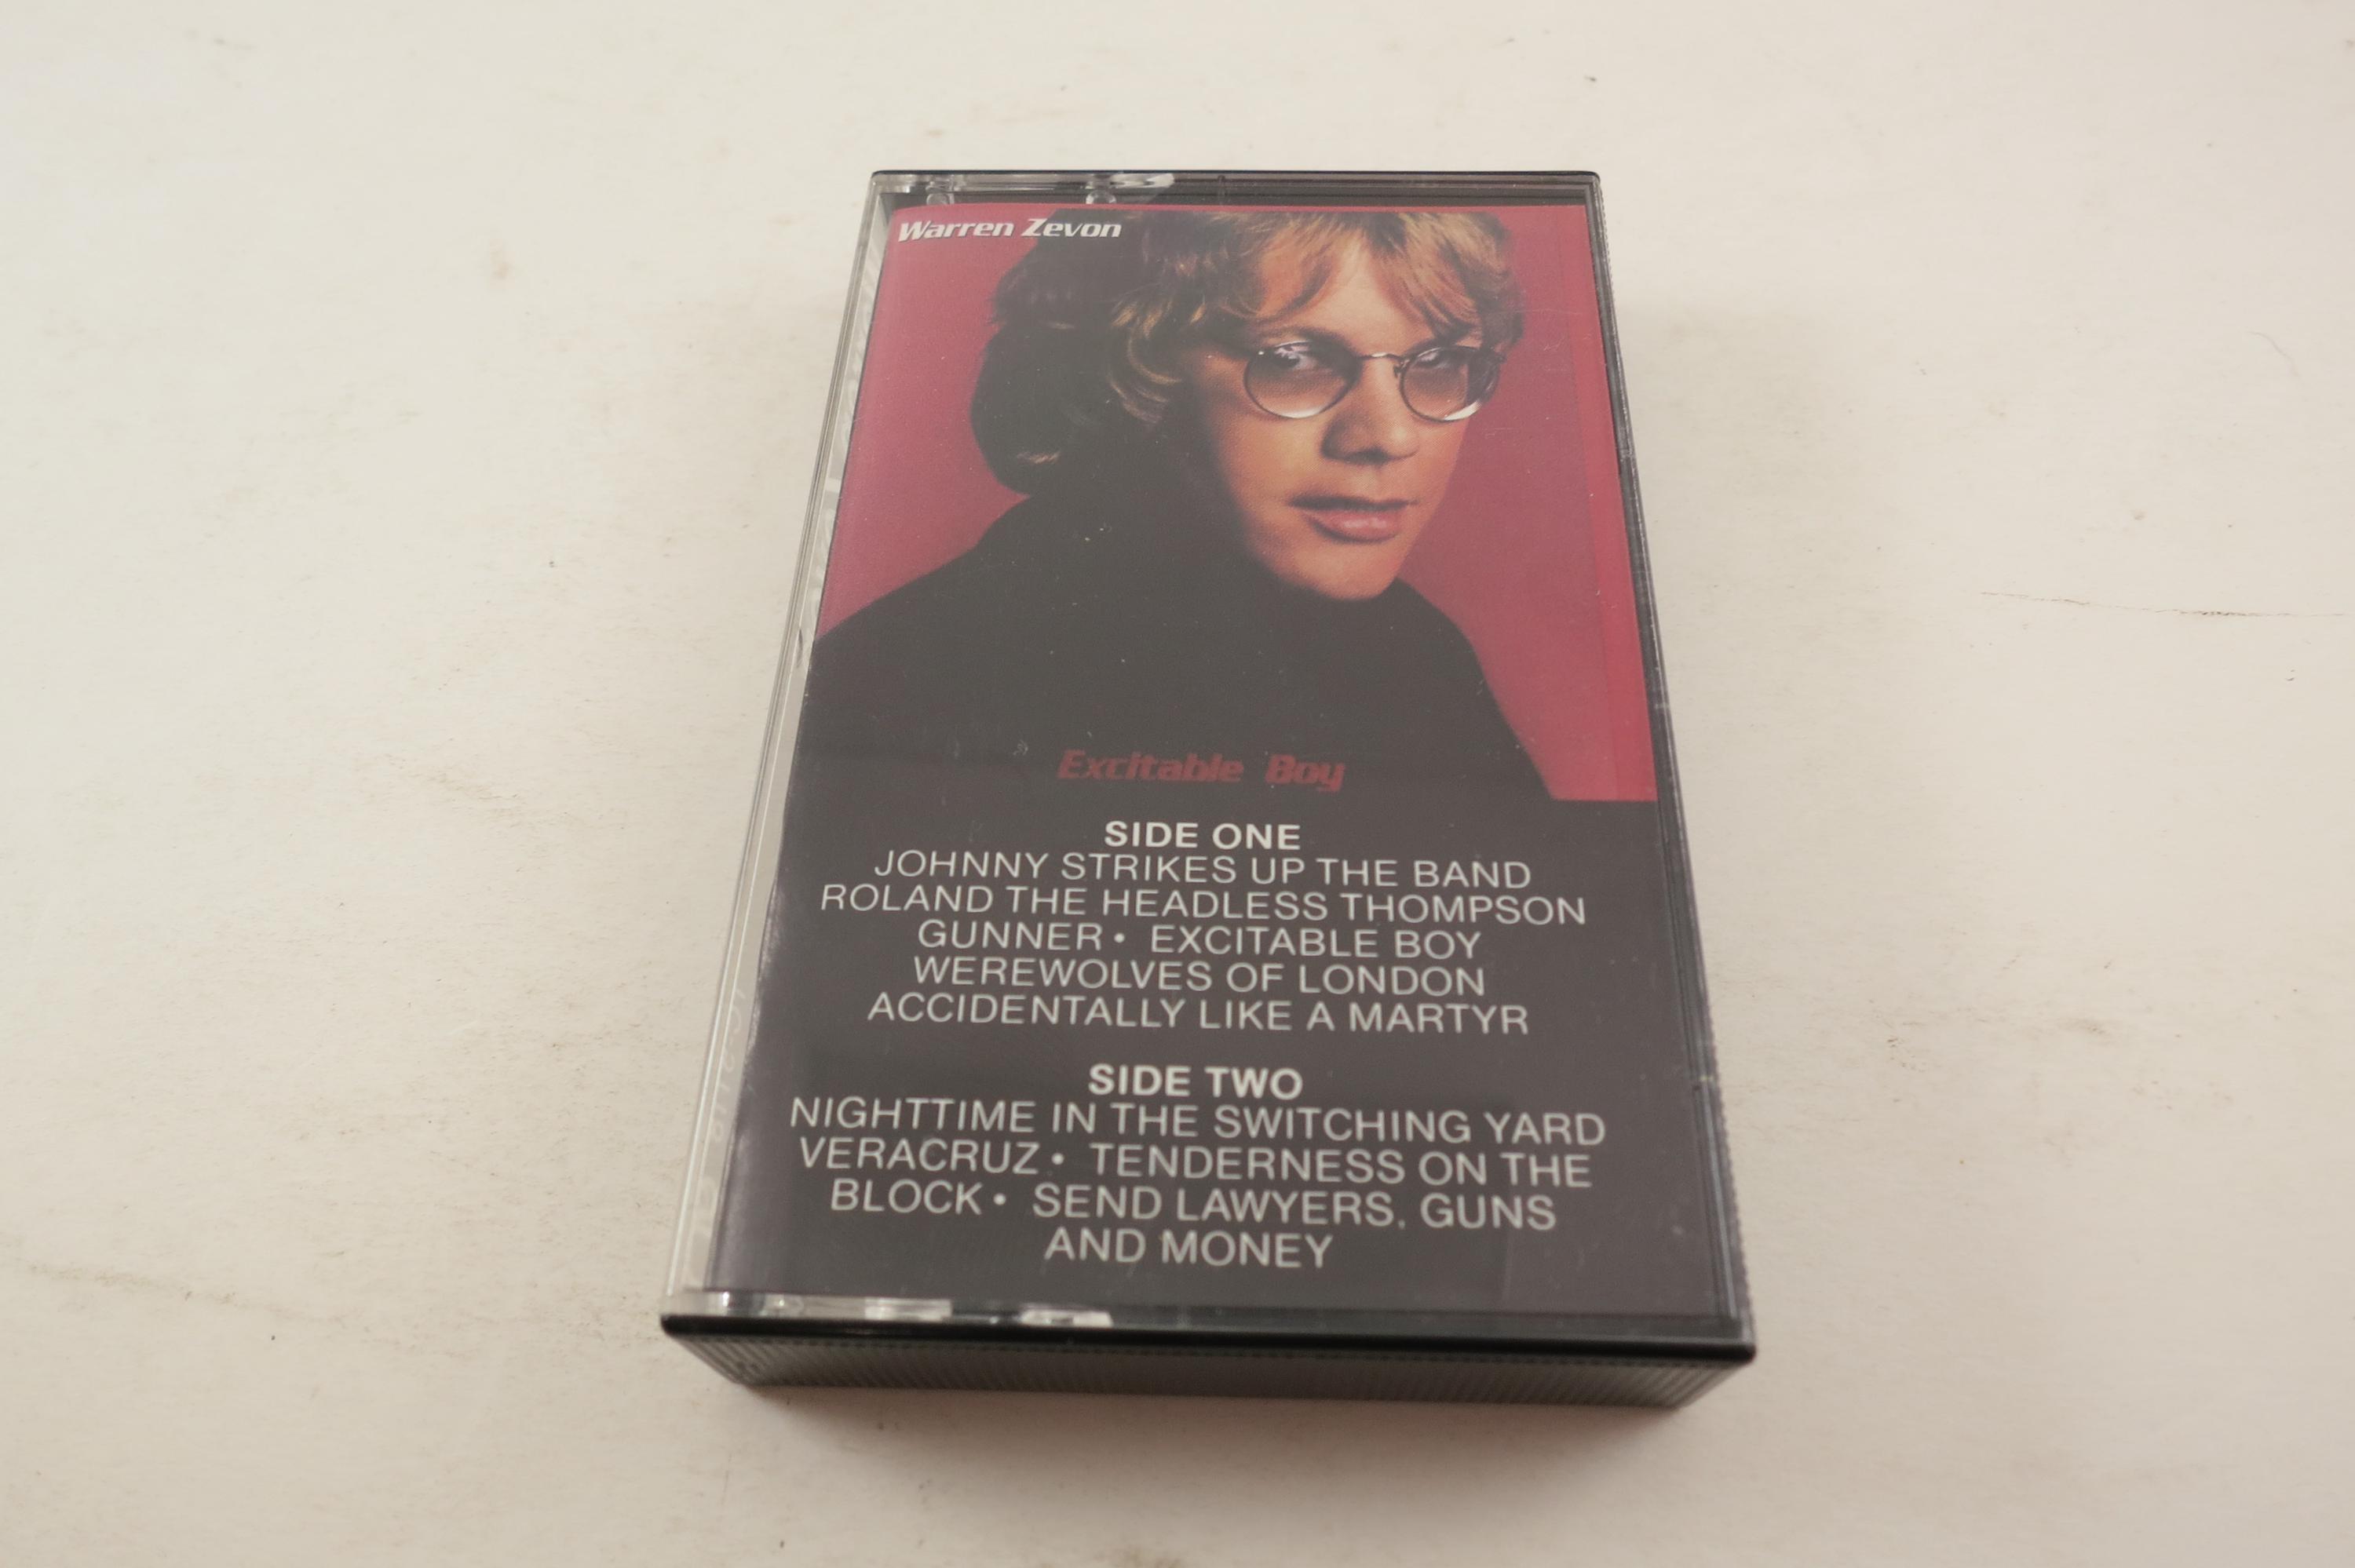 Warren Zevon
Excitable Boy
SIDE ONE
JOHNNY STRIKES UP THE BAND
ROLAND THE HEADLESS THOMPSON
GUNNER • EXCITABLE BOY
WEREWOLVES OF LONDON
ACCIDENTALLY LIKE A MARTYR
SIDE TWO
NIGHTTIME IN THE SWITCHING YARD
VERACRUZ • TENDERNESS ON THE
BLOCK • SEND LAWYERS, GUNS
AND MONEY